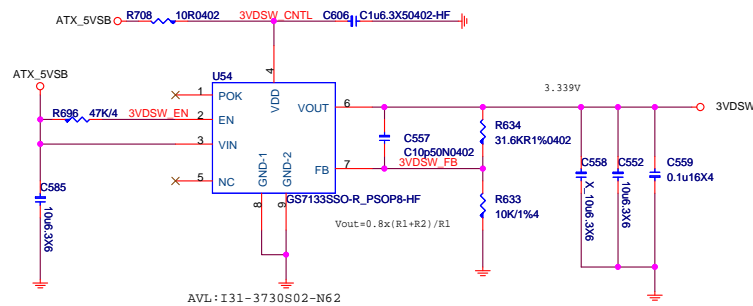 R708 10R0402 3VDSW_CNTL C606 C1u6.3X50402-HF
ATX_5VSB
ATX_5VSB
U54
4
VDD
1 POK
R696 47K/4 3VDSW_EN 2 EN
3 VIN
5 NC
VOUT 6
FB 7
GND-1
GND-2
8
9
GS7133SSO-R_PSOP8-HF
3.339V
3VDSW
C557
C10p50N0402
3VDSW_FB
R634
31.6KR1%0402
R633
10K/1%4
Vout=0.8x(R1+R2)/R1
C585
10u6.3X6
C558
X_10u6.3X6
C552
10u6.3X6
C559
0.1u16X4
AVL:I31-3730S02-N62